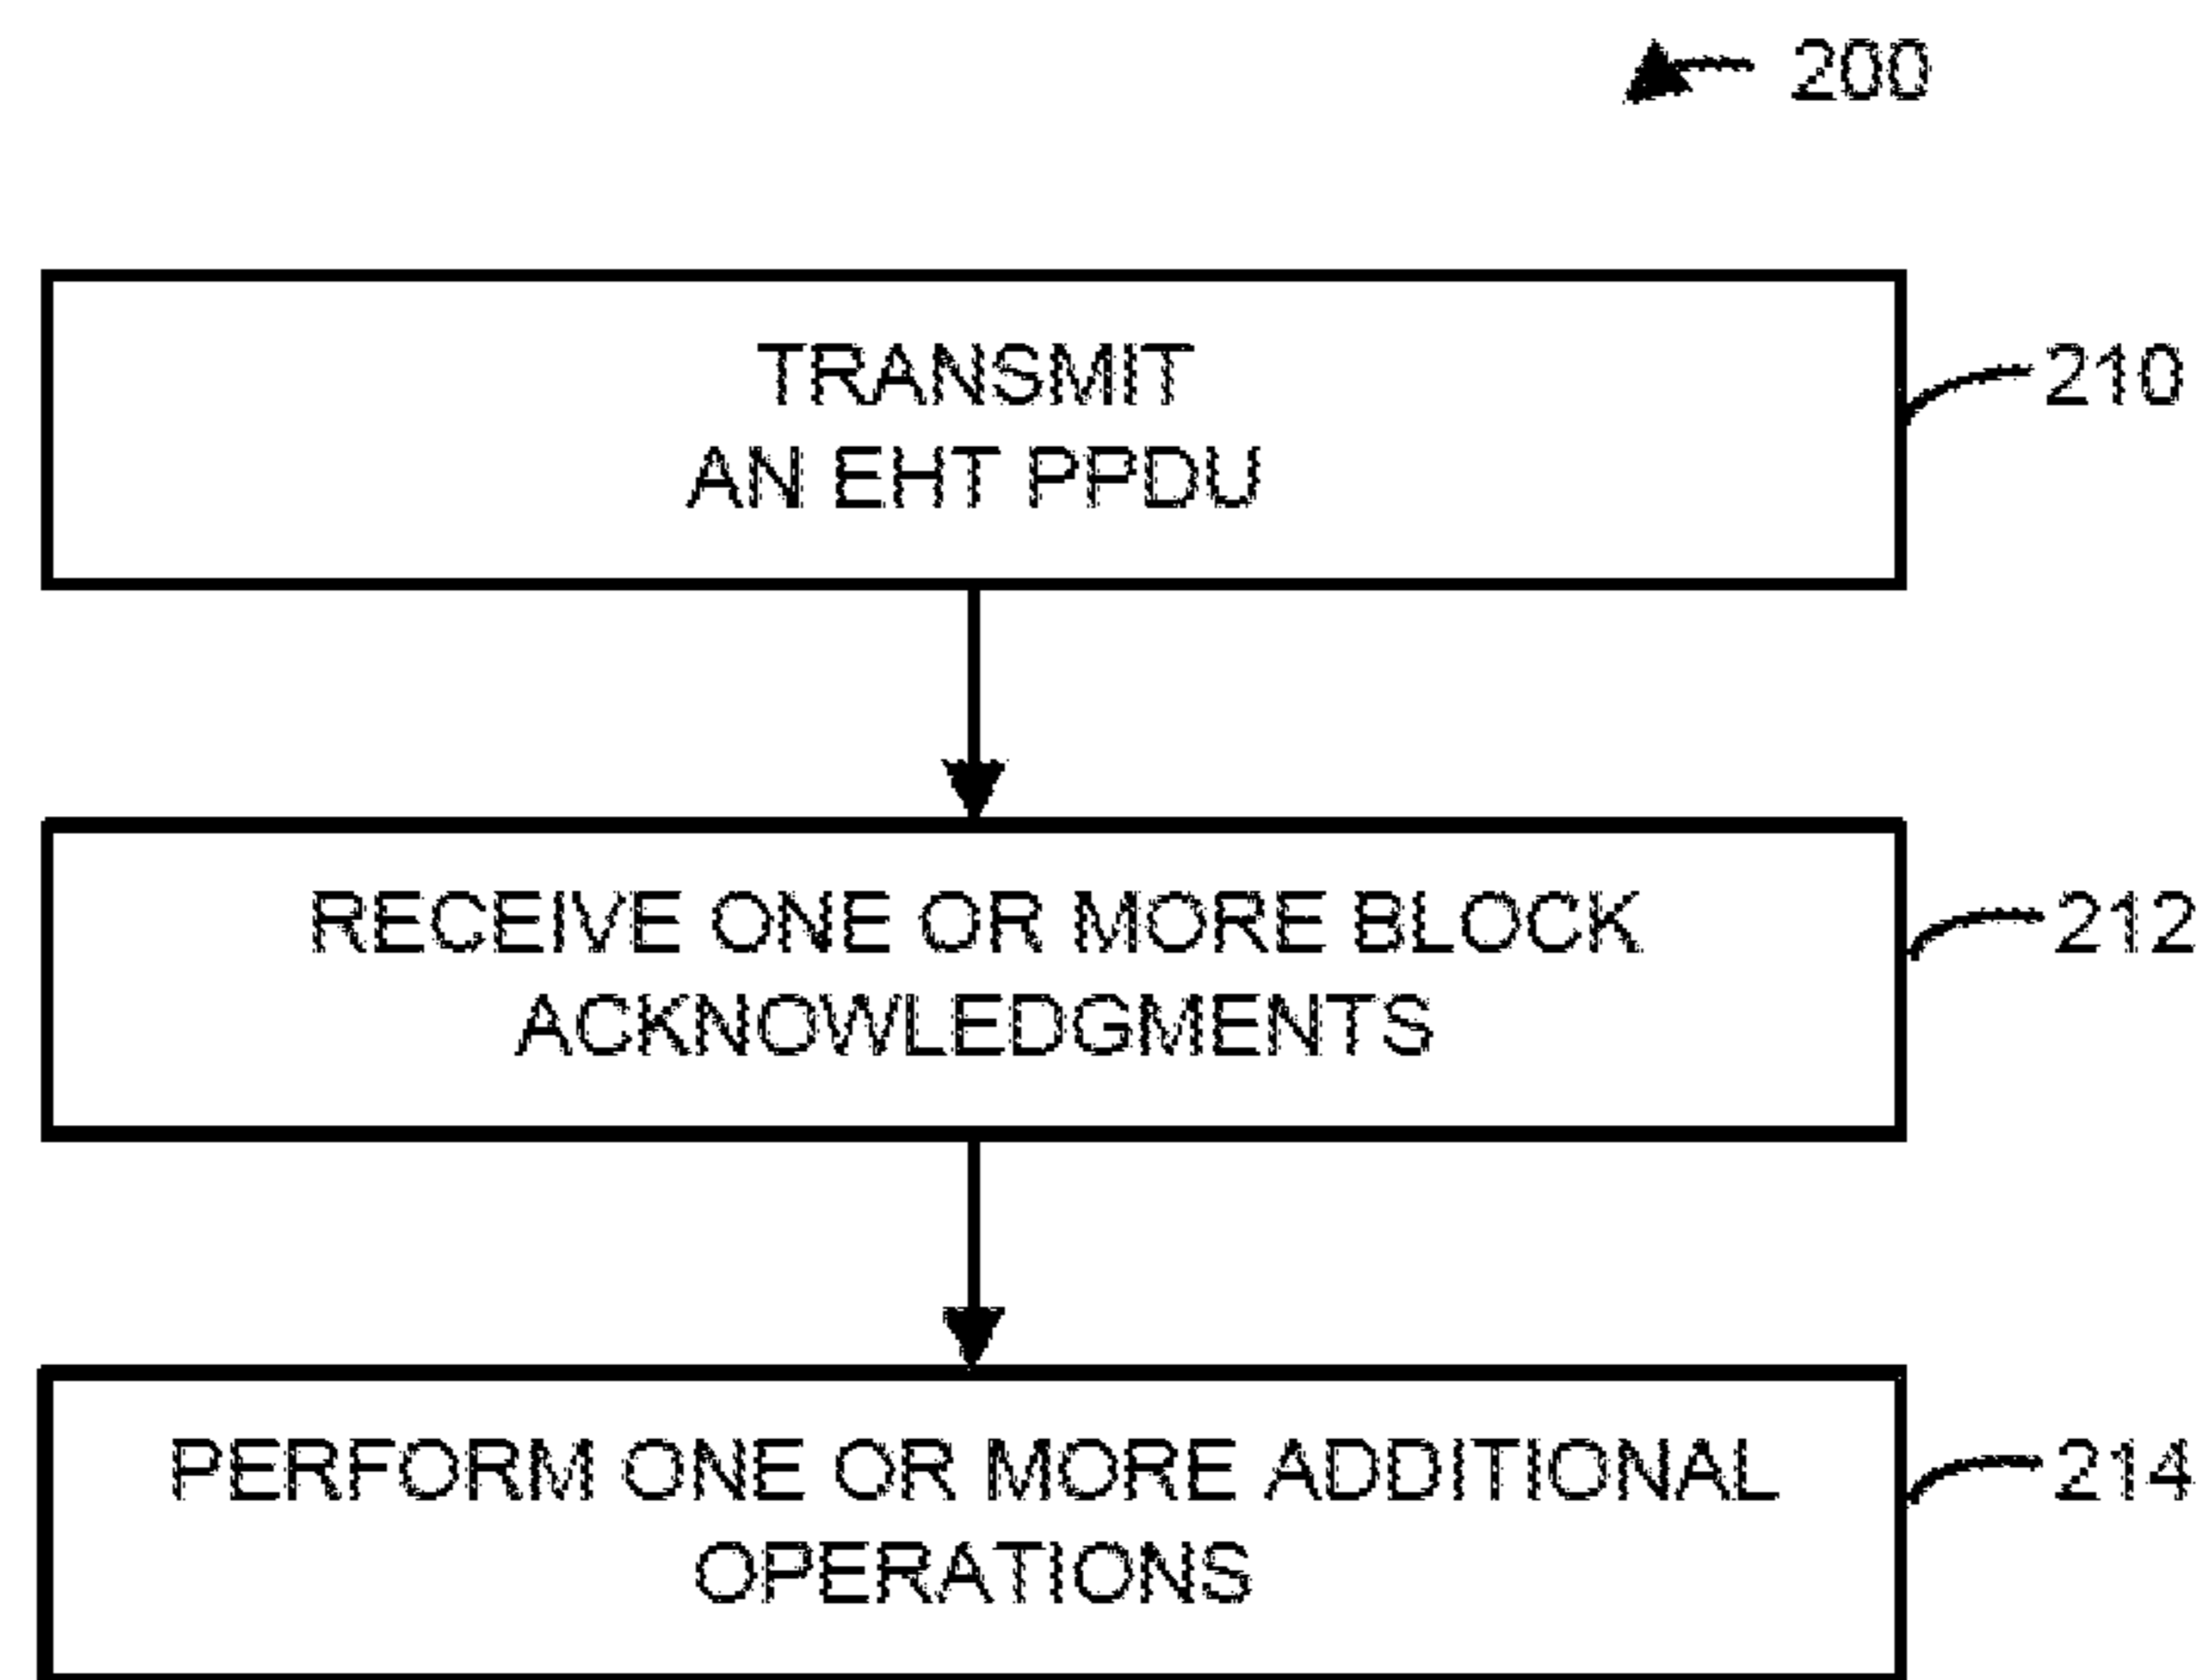 200
TRANSMIT
AN EHT PPDU
210
RECEIVE ONE OR MORE BLOCK
ACKNOWLEDGMENTS
212
PERFORM ONE OR MORE ADDITIONAL
OPERATIONS
214